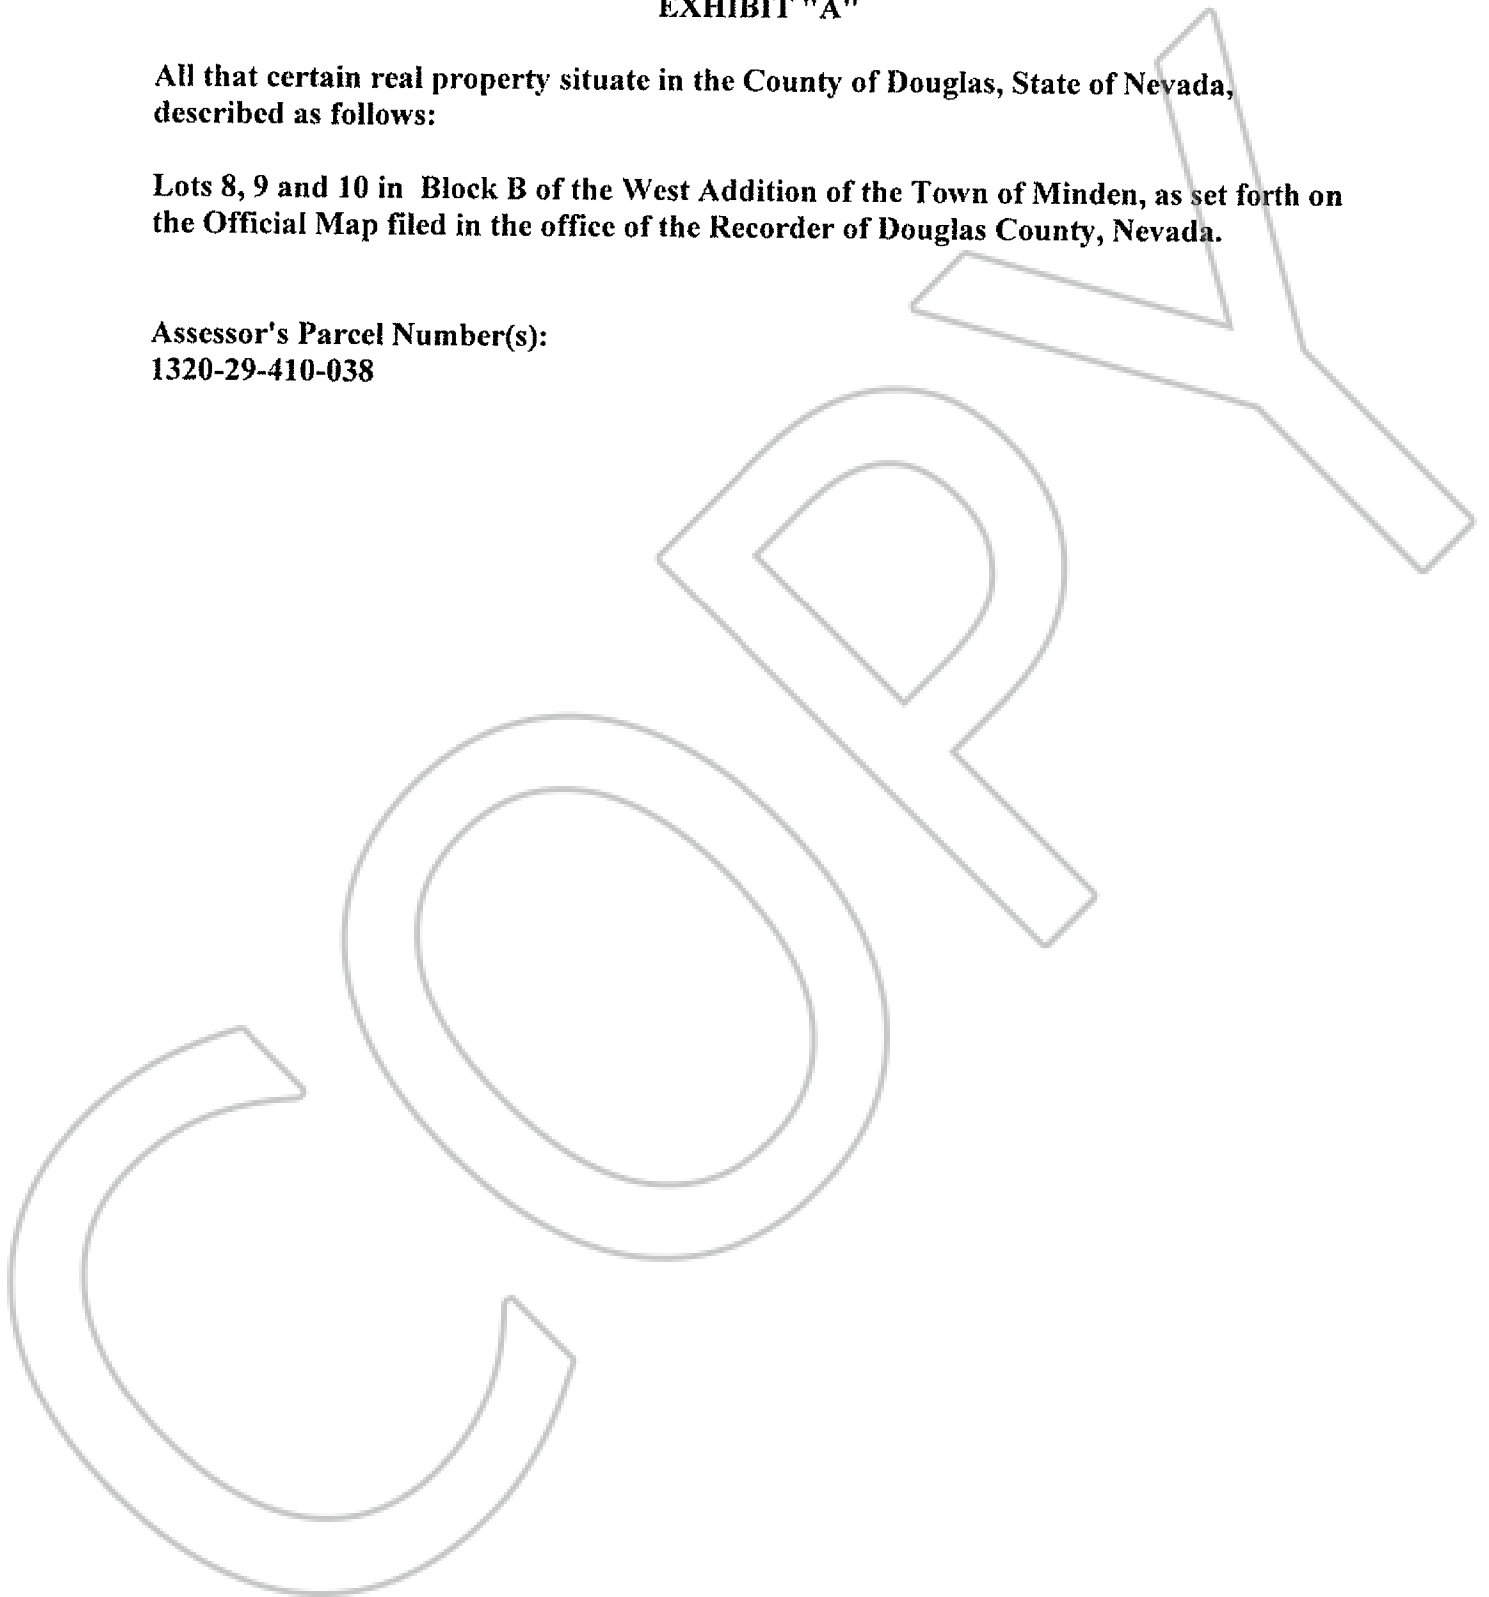 EXHIBIT "A"
All that certain real property situate in the County of Douglas, State of Nevada,
described as follows:
Lots 8, 9 and 10 in Block B of the West Addition of the Town of Minden, as set forth on
the Official Map filed in the office of the Recorder of Douglas County, Nevada.
Assessor's Parcel Number(s):
1320-29-410-038
COPY